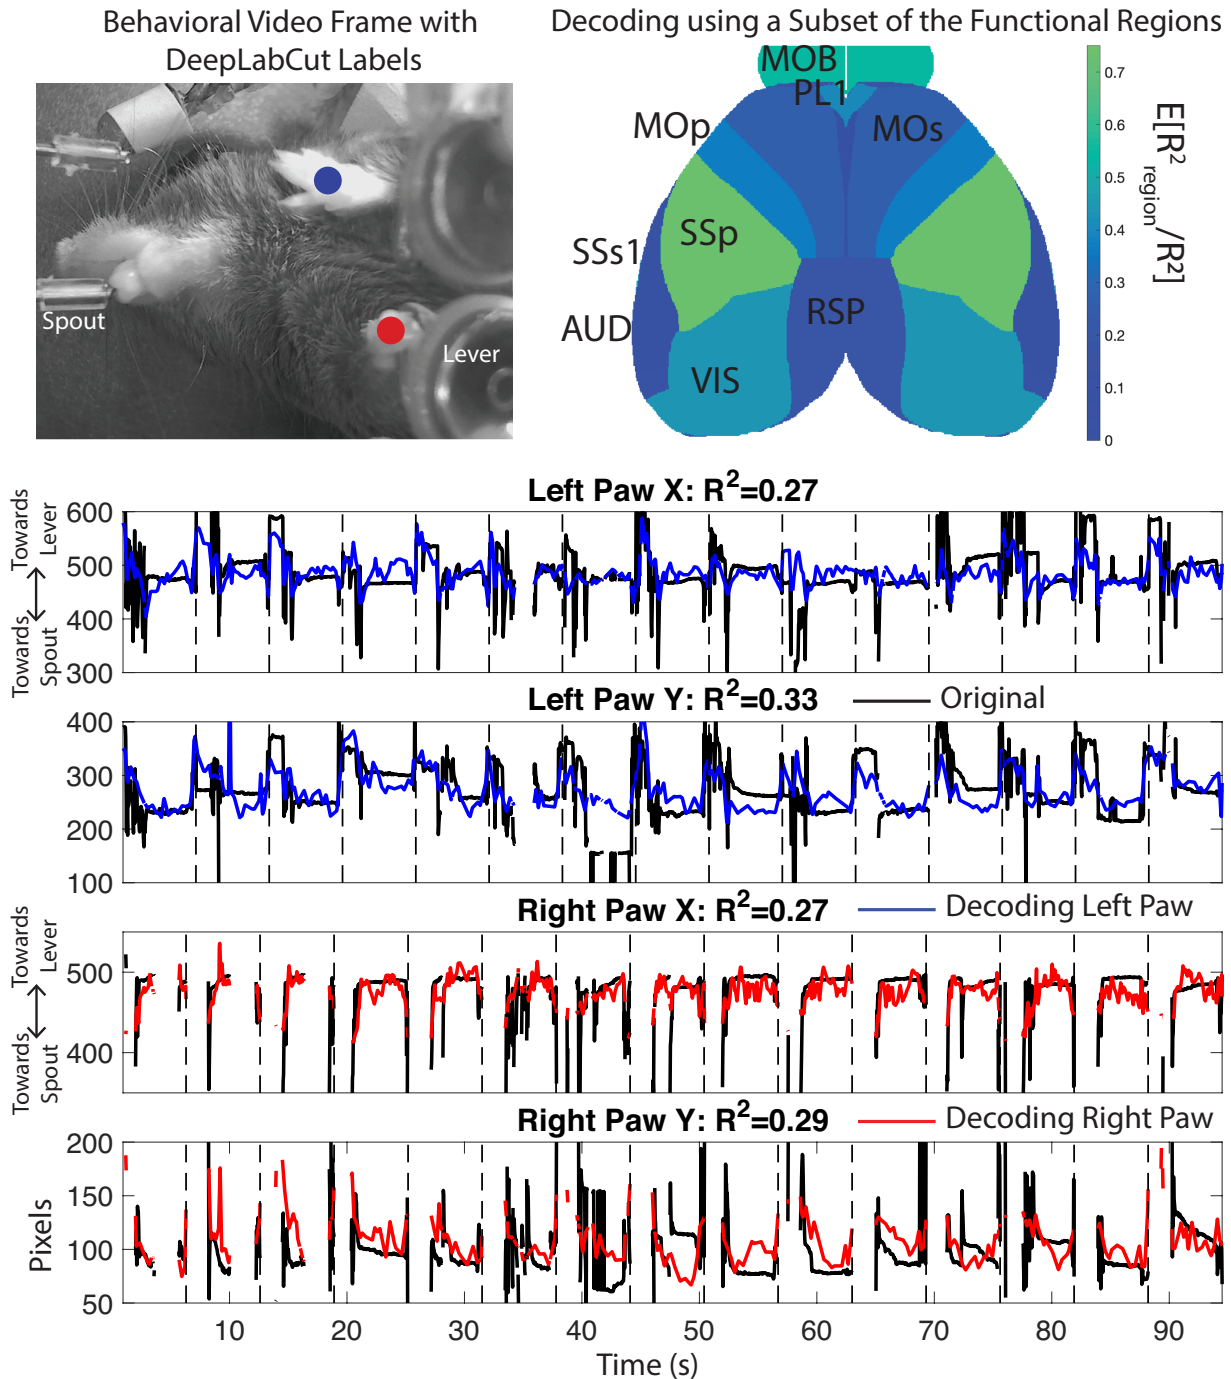 Behavioral Video Frame with
DeepLabCut Labels
Spout
Lever
Decoding using a Subset of the Functional Regions
MOB
PL1
MOp
MOs
SSs1
SSp
AUD
RSP
VIS
0.7
0.6
0.5
0.4
0.3
0.2
0.1
0
E[R²region/R²]
Left Paw X: R²=0.27
Towards Lever
Towards Spout
600
500
400
300
Left Paw Y: R²=0.33
Original
400
300
200
100
Right Paw X: R²=0.27
Decoding Left Paw
Towards Lever
Towards Spout
500
400
Right Paw Y: R²=0.29
Decoding Right Paw
Pixels
200
150
100
50
10 20 30 40 50 60 70 80 90
Time (s)